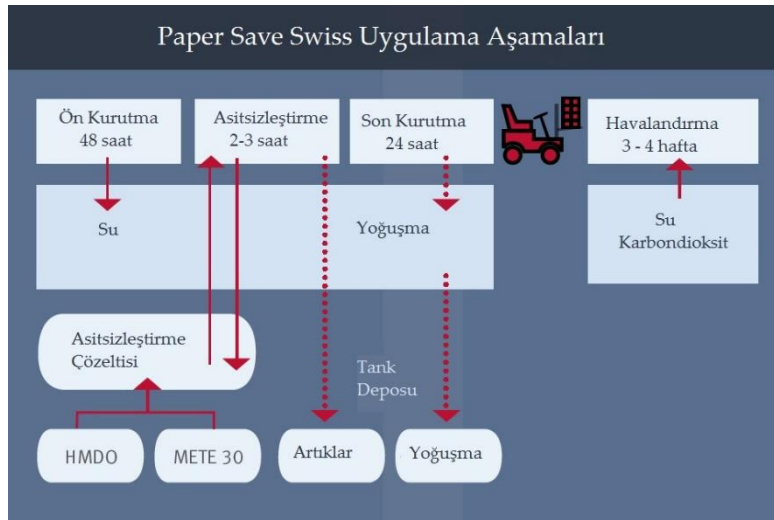 Paper Save Swiss Uygulama Aşamaları
Ön Kurutma
48 saat
Asitsizleştirme
2-3 saat
Son Kurutma
24 saat
Havalandırma
3 - 4 hafta
Su
Yoğuşma
Su
Karbondioksit
Asitsizleştirme
Çözeltisi
Tank
Deposu
HMDO
METE 30
Artıklar
Yoğuşma